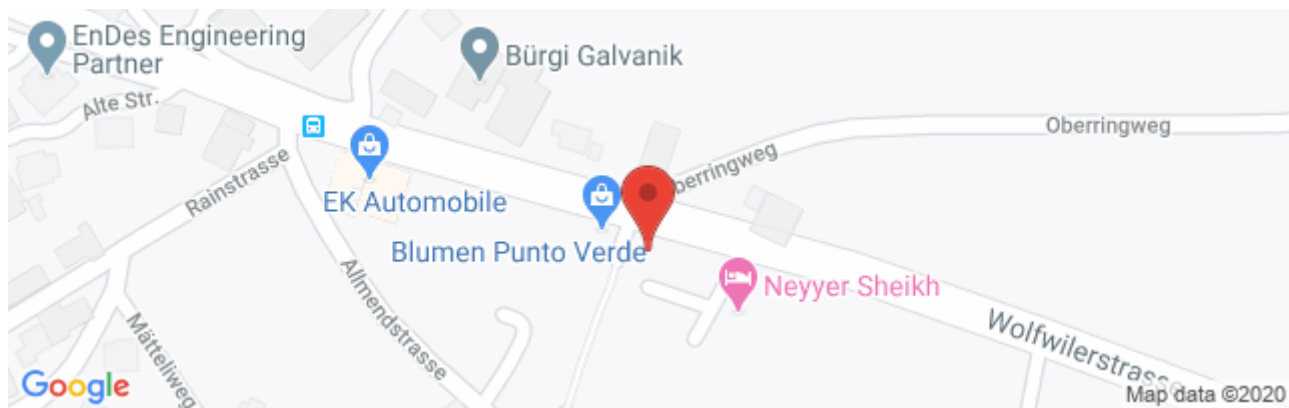 EnDes Engineering
Partner
Bürgi Galvanik
Alte Str.
Oberringweg
Rainstrasse
EK Automobile
Oberringweg
Blumen Punto Verde
Neyyer Sheikh
Allmendstrasse
Mätteliweg
Wolfwilerstrasse
Google
Map data ©2020